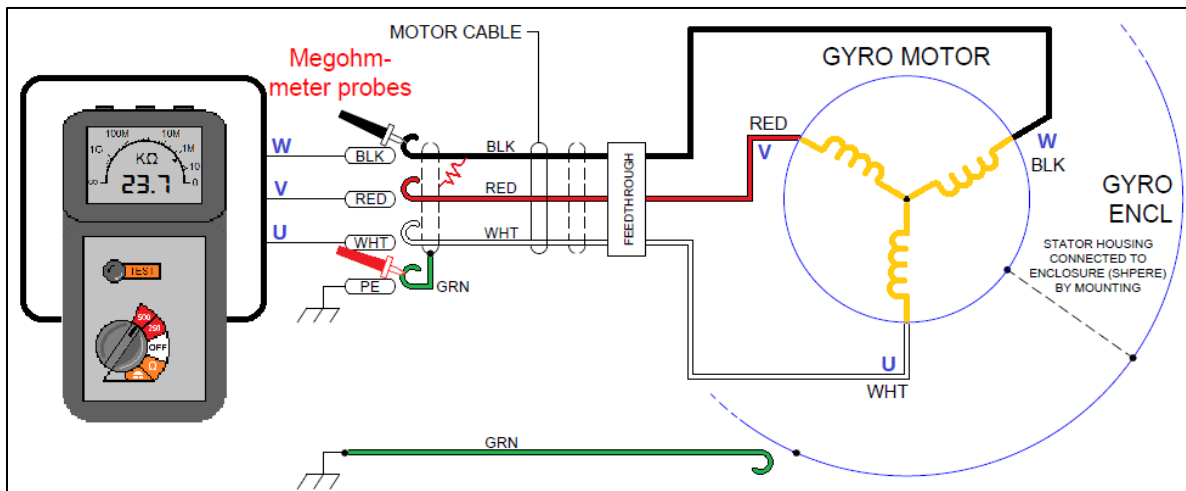 MOTOR CABLE
Megohm-
meter probes
GYRO MOTOR
100M
10M
1G
1M
10
∞
0
KΩ
23.7
W
BLK
BLK
V
RED
RED
U
WHT
WHT
PE
GRN
FEEDTHROUGH
RED
V
W
BLK
GYRO
ENCL
STATOR HOUSING
CONNECTED TO
ENCLOSURE (SHPERE)
BY MOUNTING
TEST
500
250
OFF
Ω
U
WHT
GRN